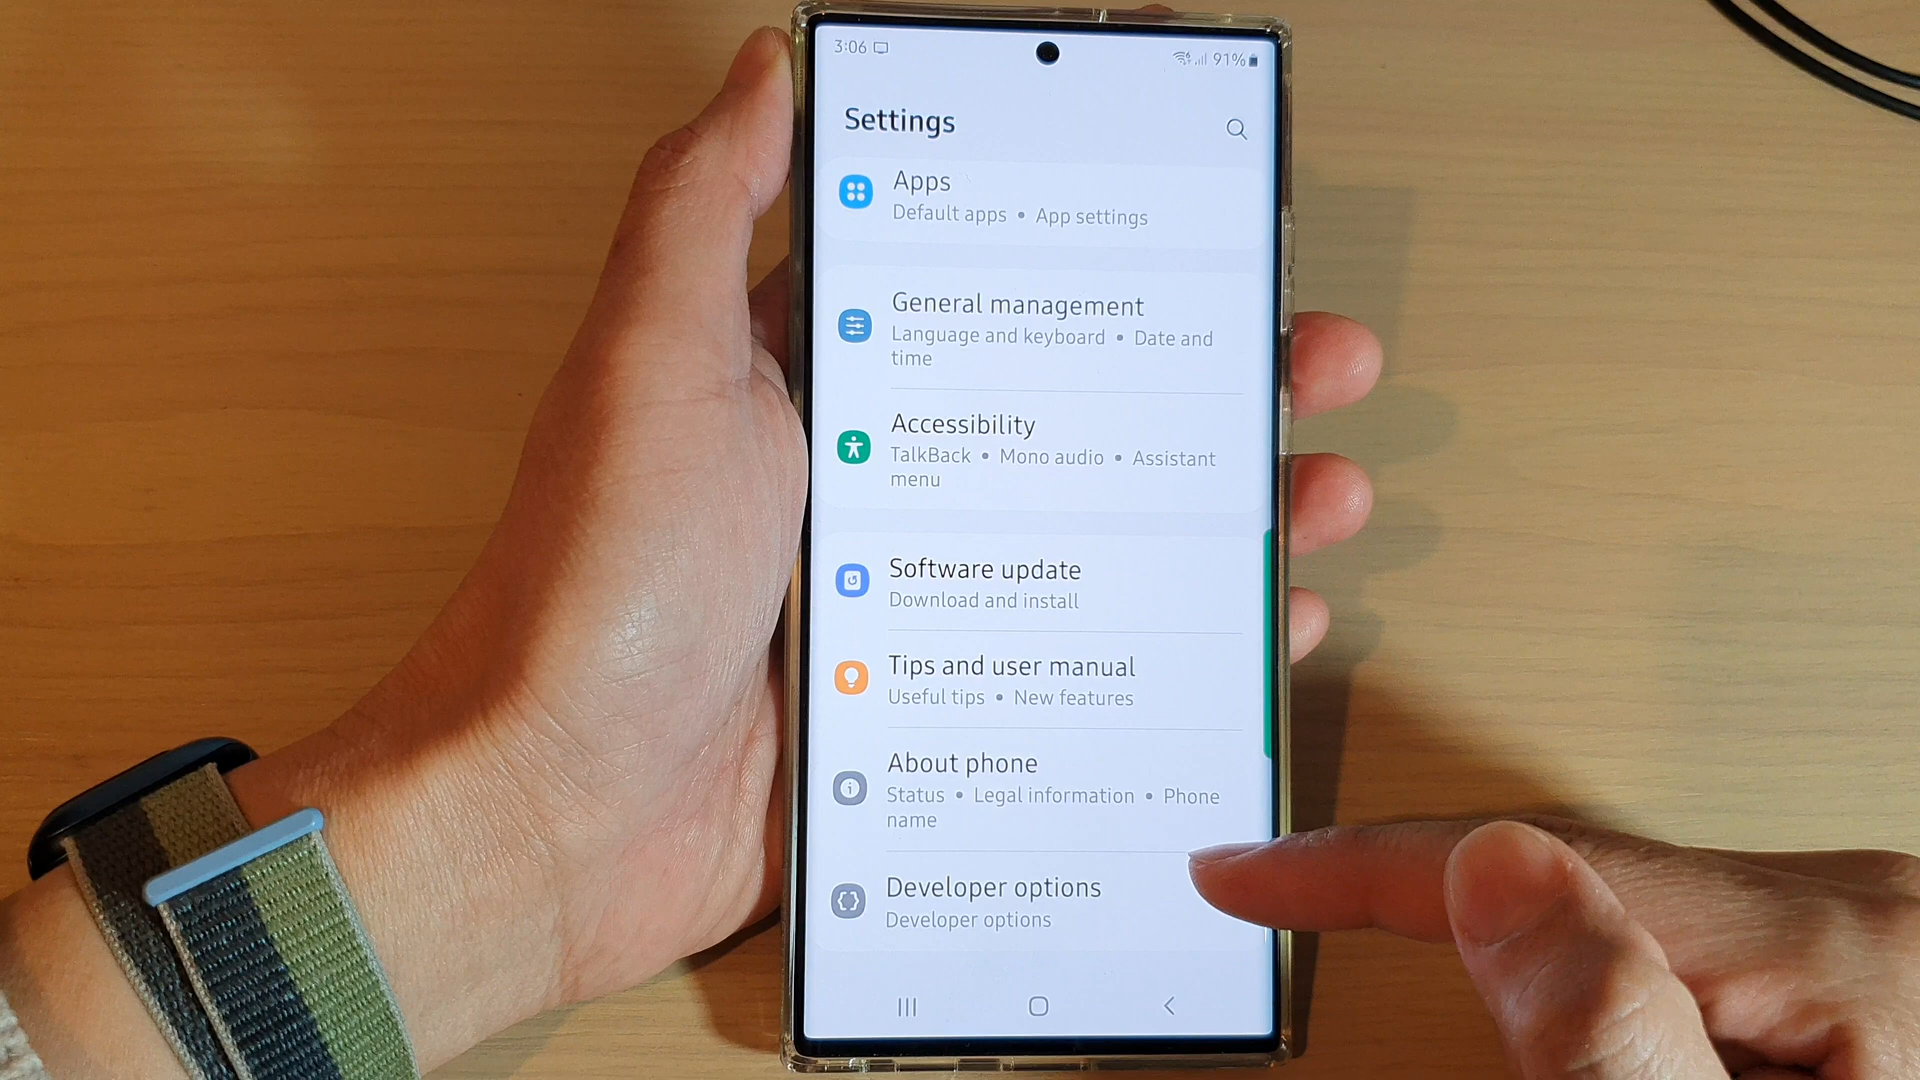 3:06
91%
Settings
Apps
Default apps • App settings
General management
Language and keyboard • Date and
time
Accessibility
TalkBack • Mono audio • Assistant
menu
Software update
Download and install
Tips and user manual
Useful tips • New features
About phone
Status • Legal information • Phone
name
Developer options
Developer options